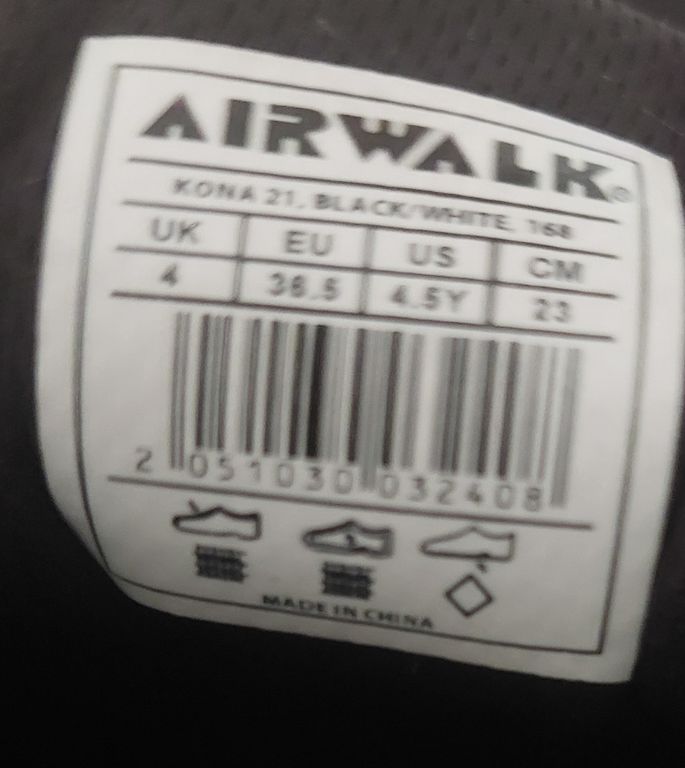 AIRWALK®
KONA 21, BLACK/WHITE, 168
UK EU US CM
4 36.5 4.5Y 23
2 051030 032408
MADE IN CHINA